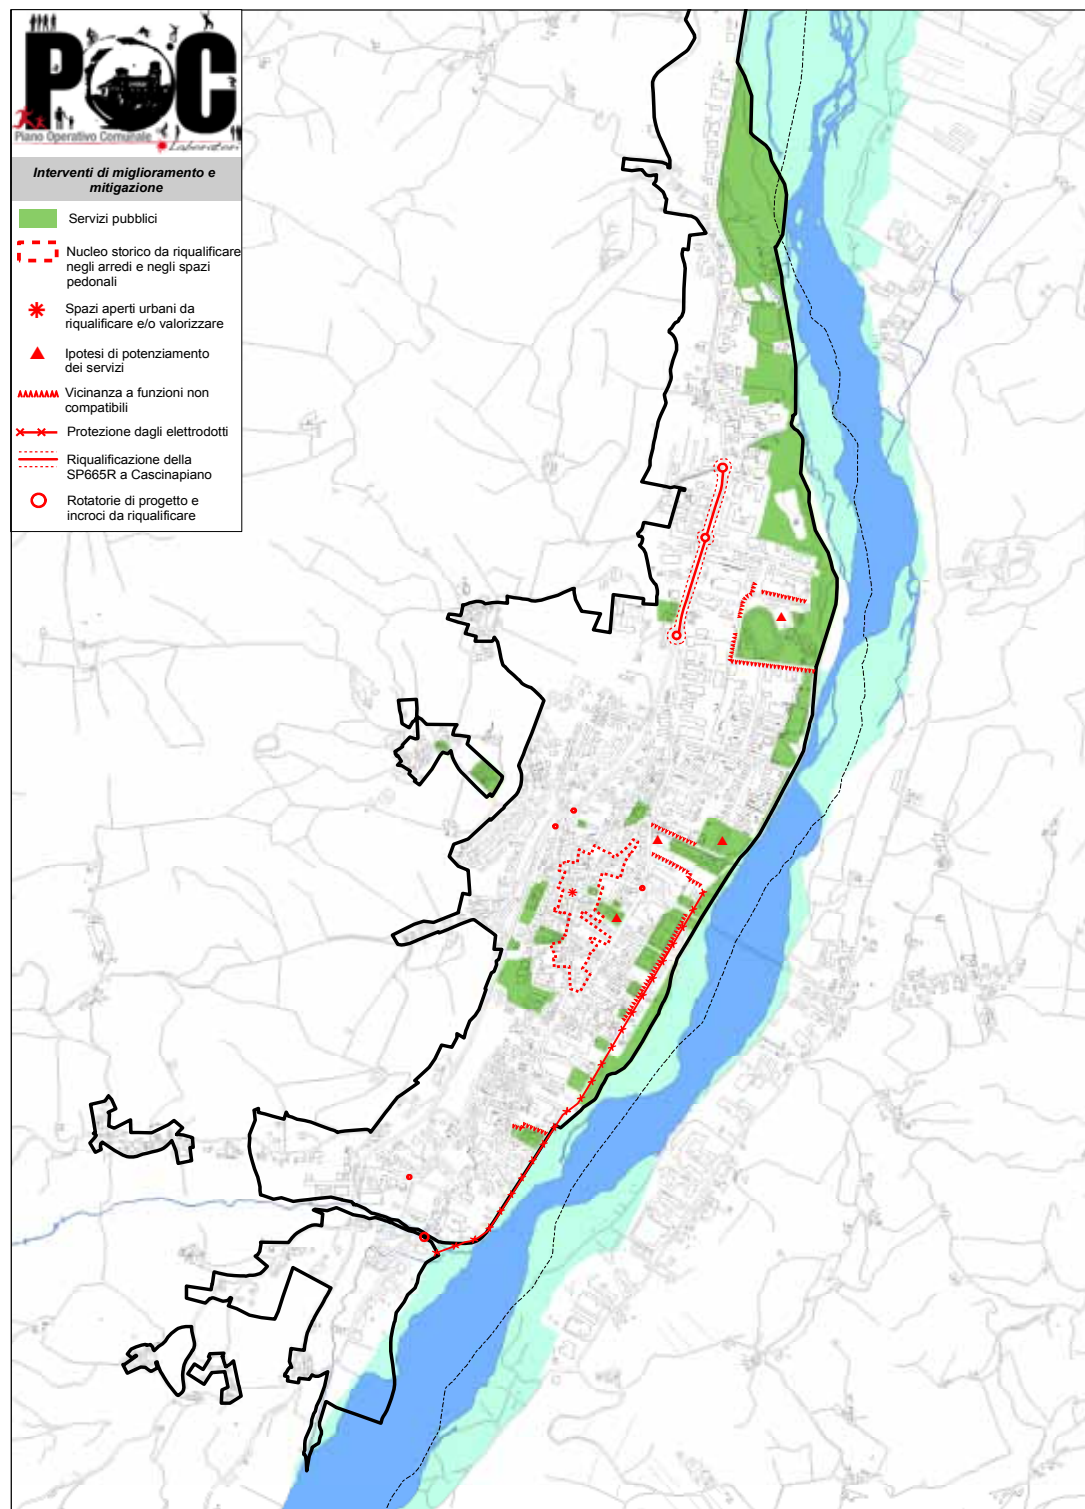 POC
Piano Operativo Comunale
Laboratori
Interventi di miglioramento e
mitigazione
Servizi pubblici
Nucleo storico da riqualificare
negli arredi e negli spazi
pedonali
Spazi aperti urbani da
riqualificare e/o valorizzare
Ipotesi di potenziamento
dei servizi
Vicinanza a funzioni non
compatibili
Protezione dagli elettrodotti
Riqualificazione della
SP665R a Cascinapiano
Rotatorie di progetto e
incroci da riqualificare